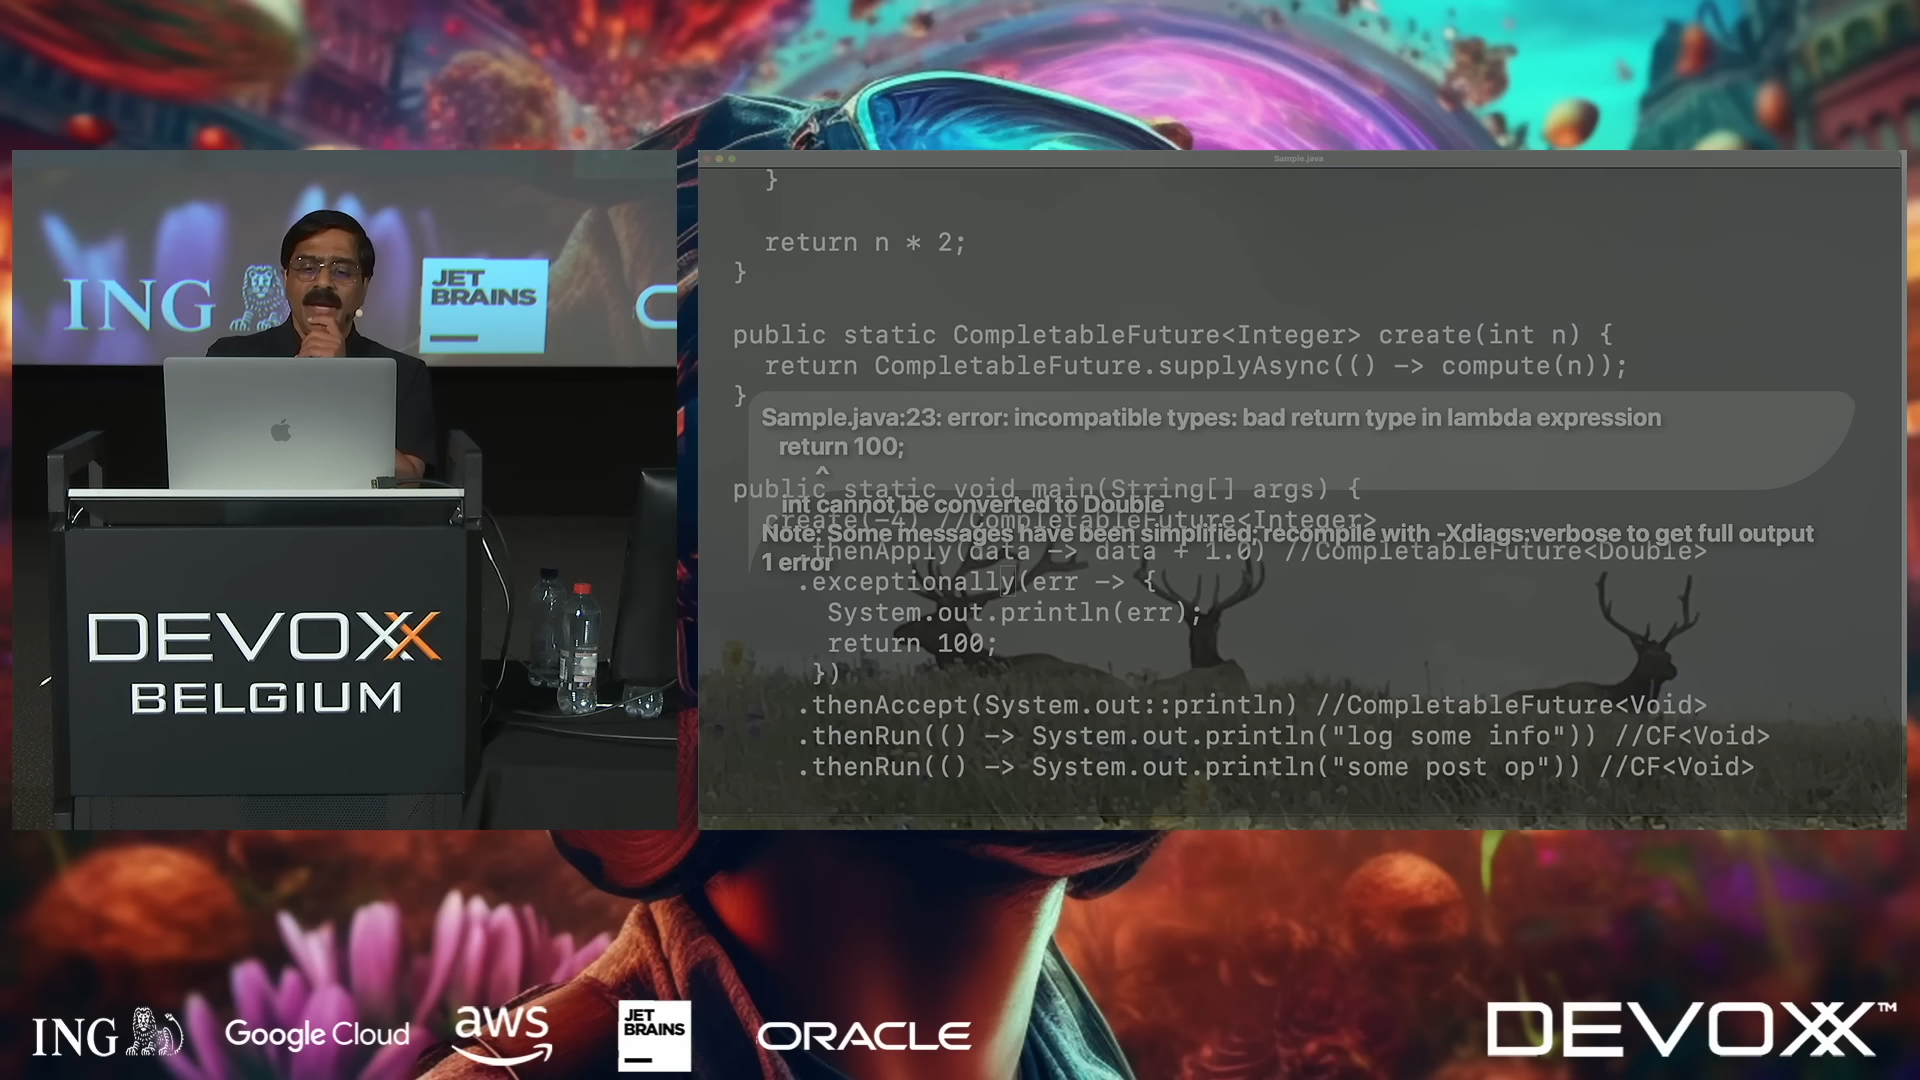 ING
JET
BRAINS
DEVOXX
BELGIUM
Sample.java
}
return n * 2;
}
public static CompletableFuture<Integer> create(int n) {
return CompletableFuture.supplyAsync(() -> compute(n));
}
Sample.java:23: error: incompatible types: bad return type in lambda expression
return 100;
^
int cannot be converted to Double
Note: Some messages have been simplified; recompile with -Xdiags:verbose to get full output
1 error
public static void main(String[] args) {
create(-4) //CompletableFuture<Integer>
.thenApply(data -> data + 1.0) //CompletableFuture<Double>
.exceptionally(err -> {
System.out.println(err);
return 100;
})
.thenAccept(System.out::println) //CompletableFuture<Void>
.thenRun(() -> System.out.println("log some info")) //CF<Void>
.thenRun(() -> System.out.println("some post op")) //CF<Void>
ING
Google Cloud
aws
JET
BRAINS
ORACLE
DEVOXX™